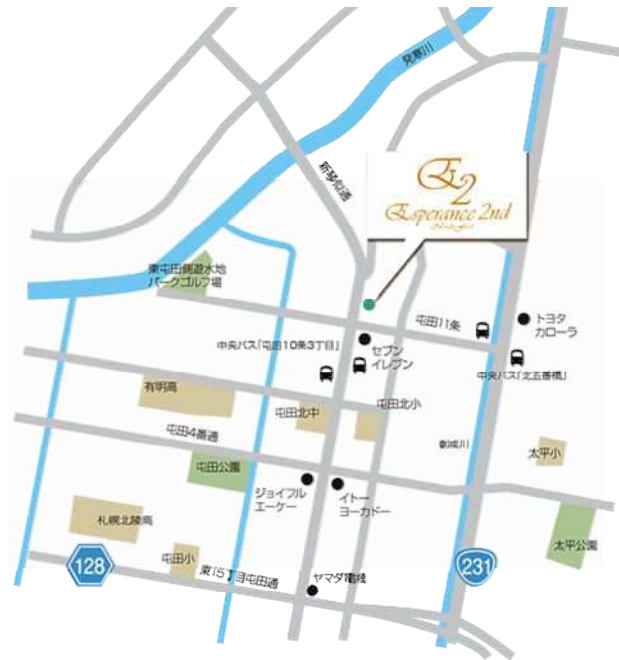 発寒川
新琴似通
E2
Esperance 2nd
東屯田側遊水地
パークゴルフ場
屯田11条
トヨタ
カローラ
中央バス「屯田10条3丁目」
セブン
イレブン
中央バス「北五番橋」
有明高
屯田北中
屯田北小
屯田4番通
創成川
太平小
屯田公園
ジョイフル
エーケー
イトー
ヨーカドー
札幌北陵高
太平公園
屯田小
128
東15丁目屯田通
ヤマダ電機
231